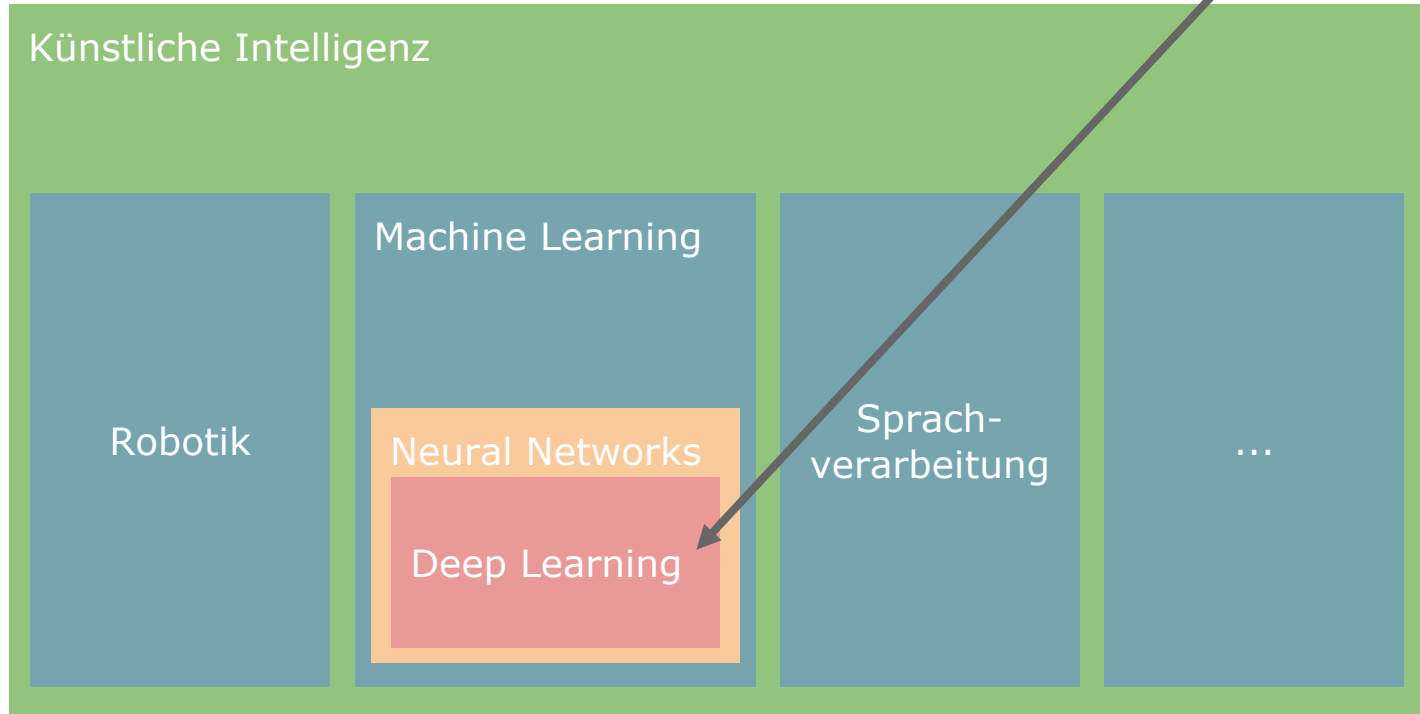 Künstliche Intelligenz
Machine Learning
Robotik
Neural Networks
Deep Learning
Sprach-
verarbeitung
...